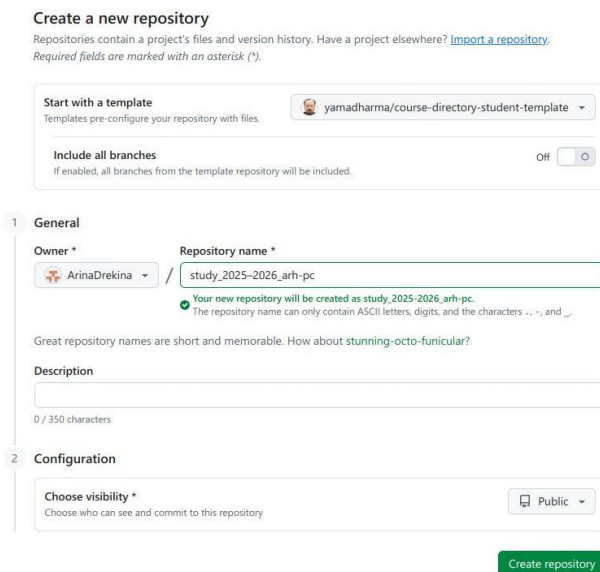 Create a new repository
Repositories contain a project's files and version history. Have a project elsewhere? Import a repository.
Required fields are marked with an asterisk (*).
Start with a template
Templates pre-configure your repository with files.
yamadharma/course-directory-student-template
Include all branches
If enabled, all branches from the template repository will be included.
Off
1 General
Owner *
Repository name *
ArinaDrekina / study_2025–2026_arh-pc
Your new repository will be created as study_2025-2026_arh-pc.
The repository name can only contain ASCII letters, digits, and the characters ., -, and _.
Great repository names are short and memorable. How about stunning-octo-funicular?
Description
0 / 350 characters
2 Configuration
Choose visibility *
Choose who can see and commit to this repository
Public
Create repository